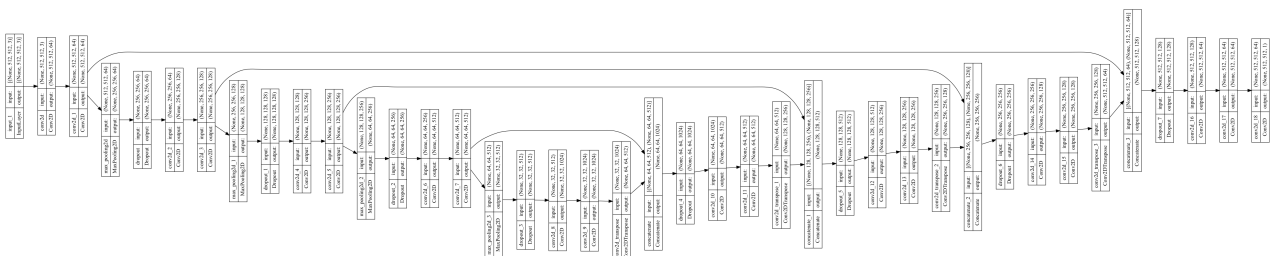 input_1 input: [(None, 512, 512, 3)]
InputLayer output: [(None, 512, 512, 3)]
conv2d input: (None, 512, 512, 3)
Conv2D output: (None, 512, 512, 64)
conv2d_1 input: (None, 512, 512, 64)
Conv2D output: (None, 512, 512, 64)
max_pooling2d input: (None, 512, 512, 64)
MaxPooling2D output: (None, 256, 256, 64)
dropout input: (None, 256, 256, 64)
Dropout output: (None, 256, 256, 64)
conv2d_2 input: (None, 256, 256, 64)
Conv2D output: (None, 256, 256, 128)
conv2d_3 input: (None, 256, 256, 128)
Conv2D output: (None, 256, 256, 128)
max_pooling2d_1 input: (None, 256, 256, 128)
MaxPooling2D output: (None, 128, 128, 128)
dropout_1 input: (None, 128, 128, 128)
Dropout output: (None, 128, 128, 128)
conv2d_4 input: (None, 128, 128, 128)
Conv2D output: (None, 128, 128, 256)
conv2d_5 input: (None, 128, 128, 256)
Conv2D output: (None, 128, 128, 256)
max_pooling2d_2 input: (None, 128, 128, 256)
MaxPooling2D output: (None, 64, 64, 256)
dropout_2 input: (None, 64, 64, 256)
Dropout output: (None, 64, 64, 256)
conv2d_6 input: (None, 64, 64, 256)
Conv2D output: (None, 64, 64, 512)
conv2d_7 input: (None, 64, 64, 512)
Conv2D output: (None, 64, 64, 512)
max_pooling2d_3 input: (None, 64, 64, 512)
MaxPooling2D output: (None, 32, 32, 512)
dropout_3 input: (None, 32, 32, 512)
Dropout output: (None, 32, 32, 512)
conv2d_8 input: (None, 32, 32, 512)
Conv2D output: (None, 32, 32, 1024)
conv2d_9 input: (None, 32, 32, 1024)
Conv2D output: (None, 32, 32, 1024)
conv2d_transpose input: (None, 32, 32, 1024)
Conv2DTranspose output: (None, 64, 64, 512)
concatenate input: [(None, 64, 64, 512), (None, 64, 64, 512)]
Concatenate output: (None, 64, 64, 1024)
dropout_4 input: (None, 64, 64, 1024)
Dropout output: (None, 64, 64, 1024)
conv2d_10 input: (None, 64, 64, 1024)
Conv2D output: (None, 64, 64, 512)
conv2d_11 input: (None, 64, 64, 512)
Conv2D output: (None, 64, 64, 512)
conv2d_transpose_1 input: (None, 64, 64, 512)
Conv2DTranspose output: (None, 128, 128, 256)
concatenate_1 input: [(None, 128, 128, 256), (None, 128, 128, 256)]
Concatenate output: (None, 128, 128, 512)
dropout_5 input: (None, 128, 128, 512)
Dropout output: (None, 128, 128, 512)
conv2d_12 input: (None, 128, 128, 512)
Conv2D output: (None, 128, 128, 256)
conv2d_13 input: (None, 128, 128, 256)
Conv2D output: (None, 128, 128, 256)
conv2d_transpose_2 input: (None, 128, 128, 256)
Conv2DTranspose output: (None, 256, 256, 128)
concatenate_2 input: [(None, 256, 256, 128), (None, 256, 256, 128)]
Concatenate output: (None, 256, 256, 256)
dropout_6 input: (None, 256, 256, 256)
Dropout output: (None, 256, 256, 256)
conv2d_14 input: (None, 256, 256, 256)
Conv2D output: (None, 256, 256, 128)
conv2d_15 input: (None, 256, 256, 128)
Conv2D output: (None, 256, 256, 128)
conv2d_transpose_3 input: (None, 256, 256, 128)
Conv2DTranspose output: (None, 512, 512, 64)
concatenate_3 input: [(None, 512, 512, 64), (None, 512, 512, 64)]
Concatenate output: (None, 512, 512, 128)
dropout_7 input: (None, 512, 512, 128)
Dropout output: (None, 512, 512, 128)
conv2d_16 input: (None, 512, 512, 128)
Conv2D output: (None, 512, 512, 64)
conv2d_17 input: (None, 512, 512, 64)
Conv2D output: (None, 512, 512, 64)
conv2d_18 input: (None, 512, 512, 64)
Conv2D output: (None, 512, 512, 1)